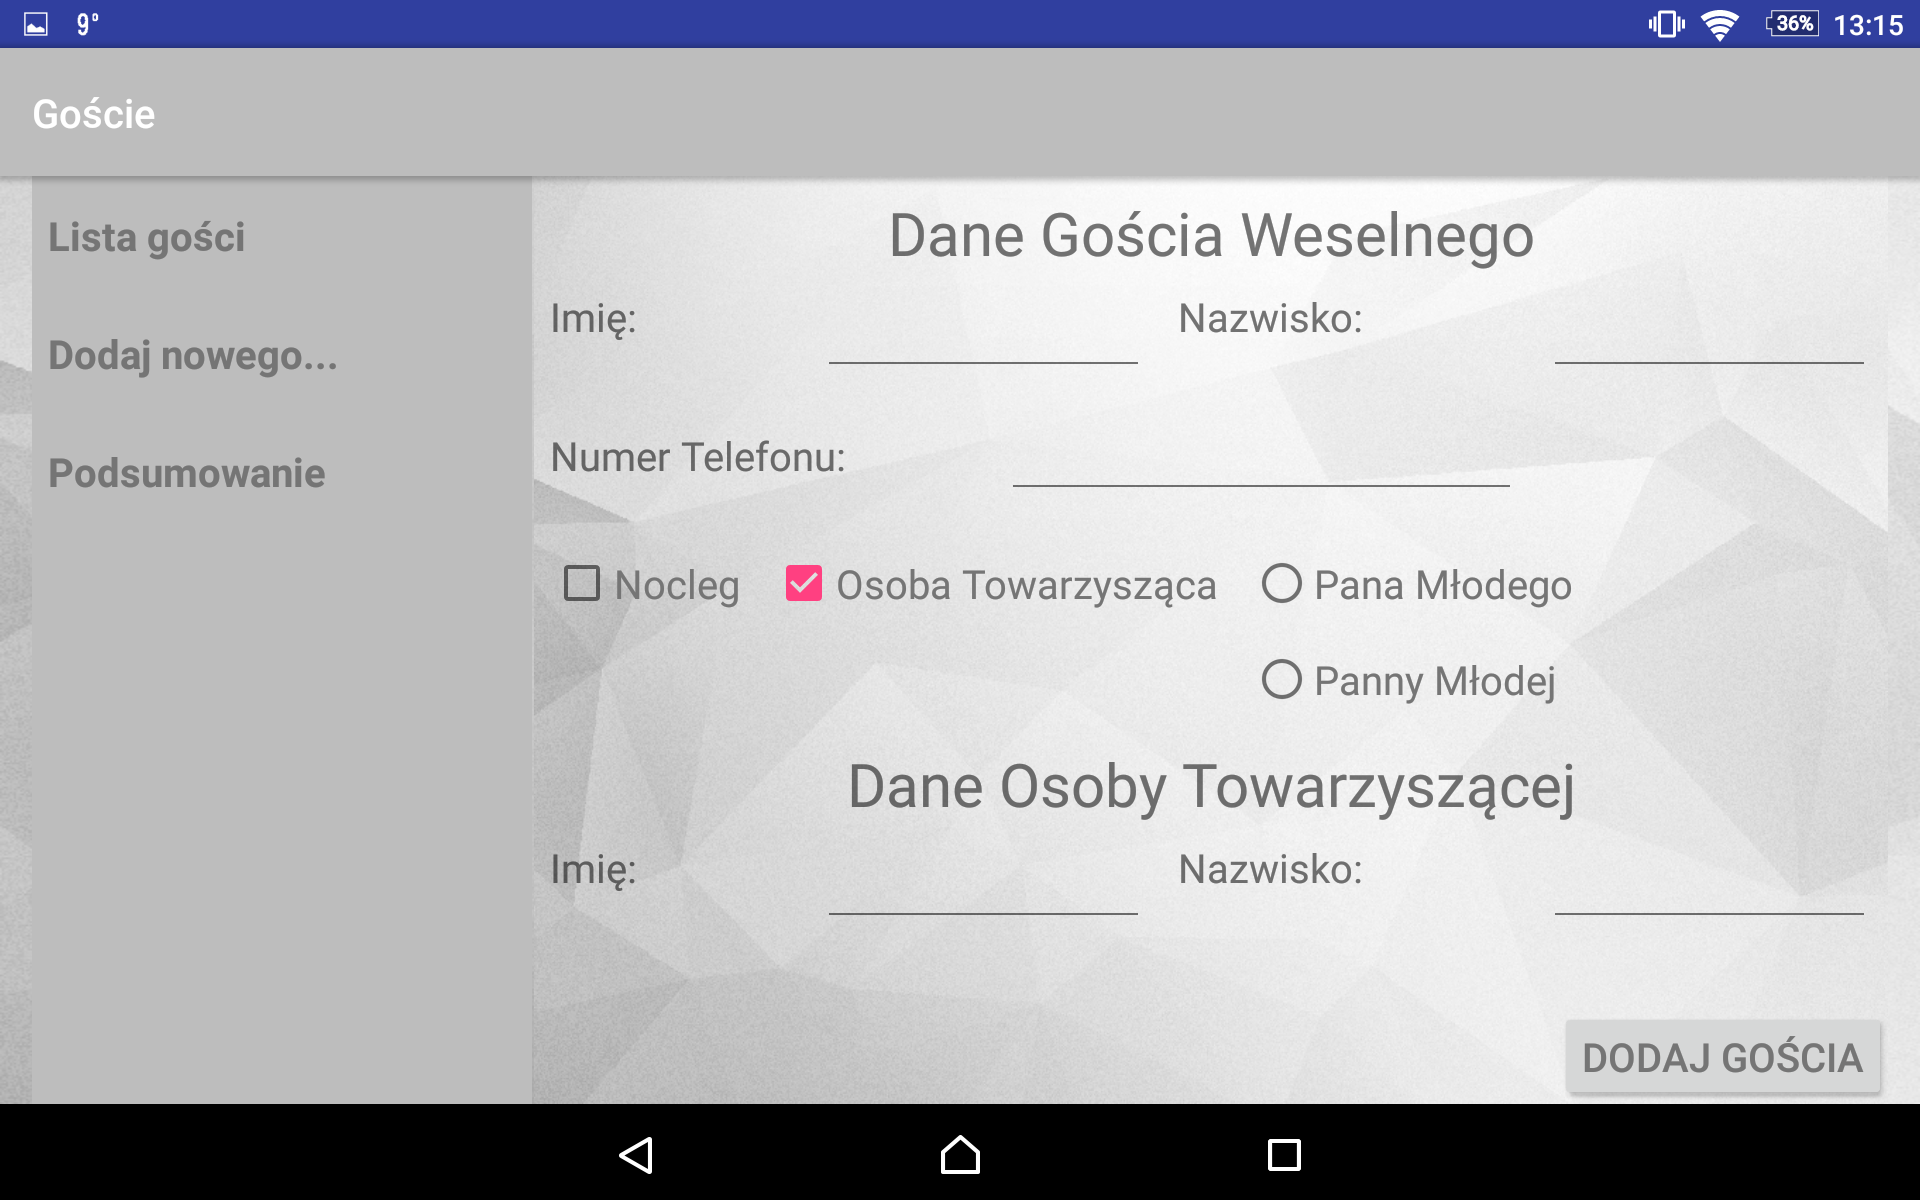 9°
36% 13:15
Goście
Lista gości
Dodaj nowego...
Podsumowanie
Dane Gościa Weselnego
Imię:
Nazwisko:
Numer Telefonu:
Nocleg
Osoba Towarzysząca
Pana Młodego
Panny Młodej
Dane Osoby Towarzyszącej
Imię:
Nazwisko:
DODAJ GOŚCIA